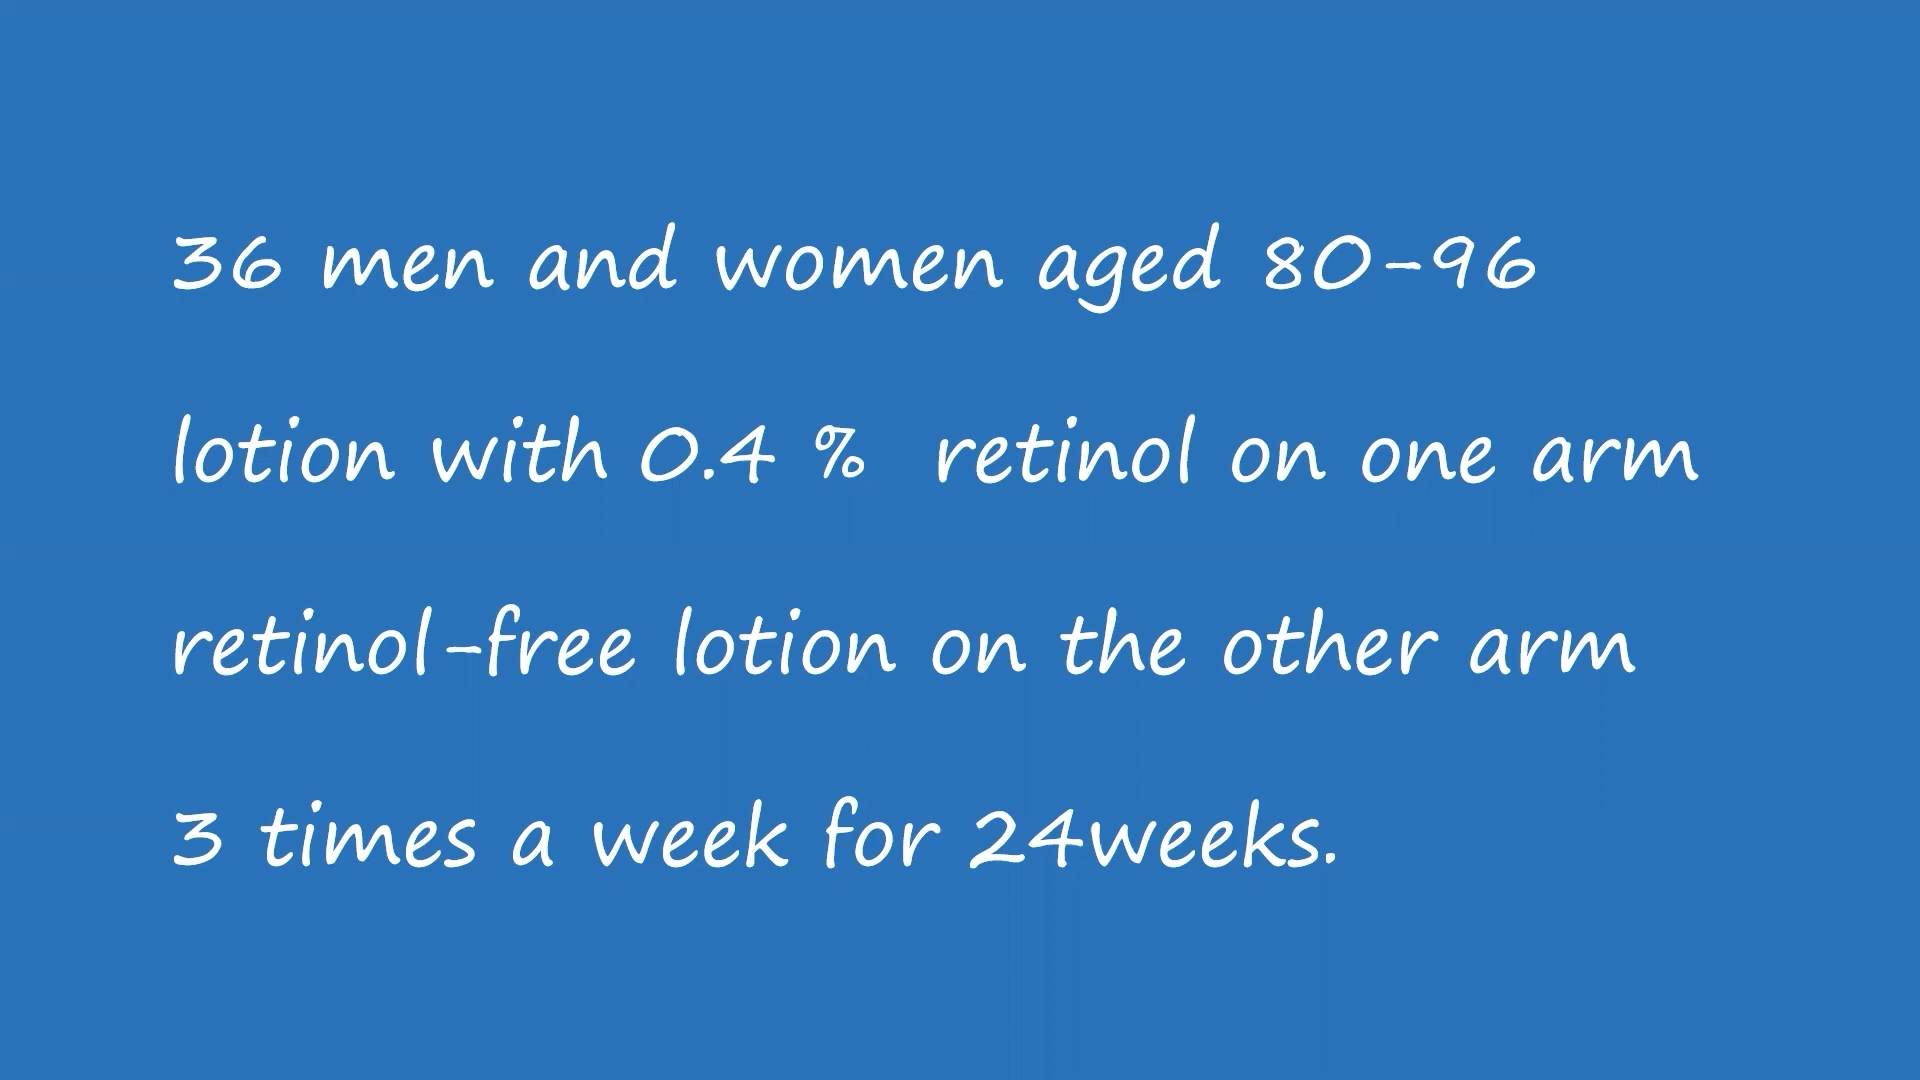 36 men and women aged 80-96
lotion with 0.4 % retinol on one arm
retinol-free lotion on the other arm
3 times a week for 24weeks.